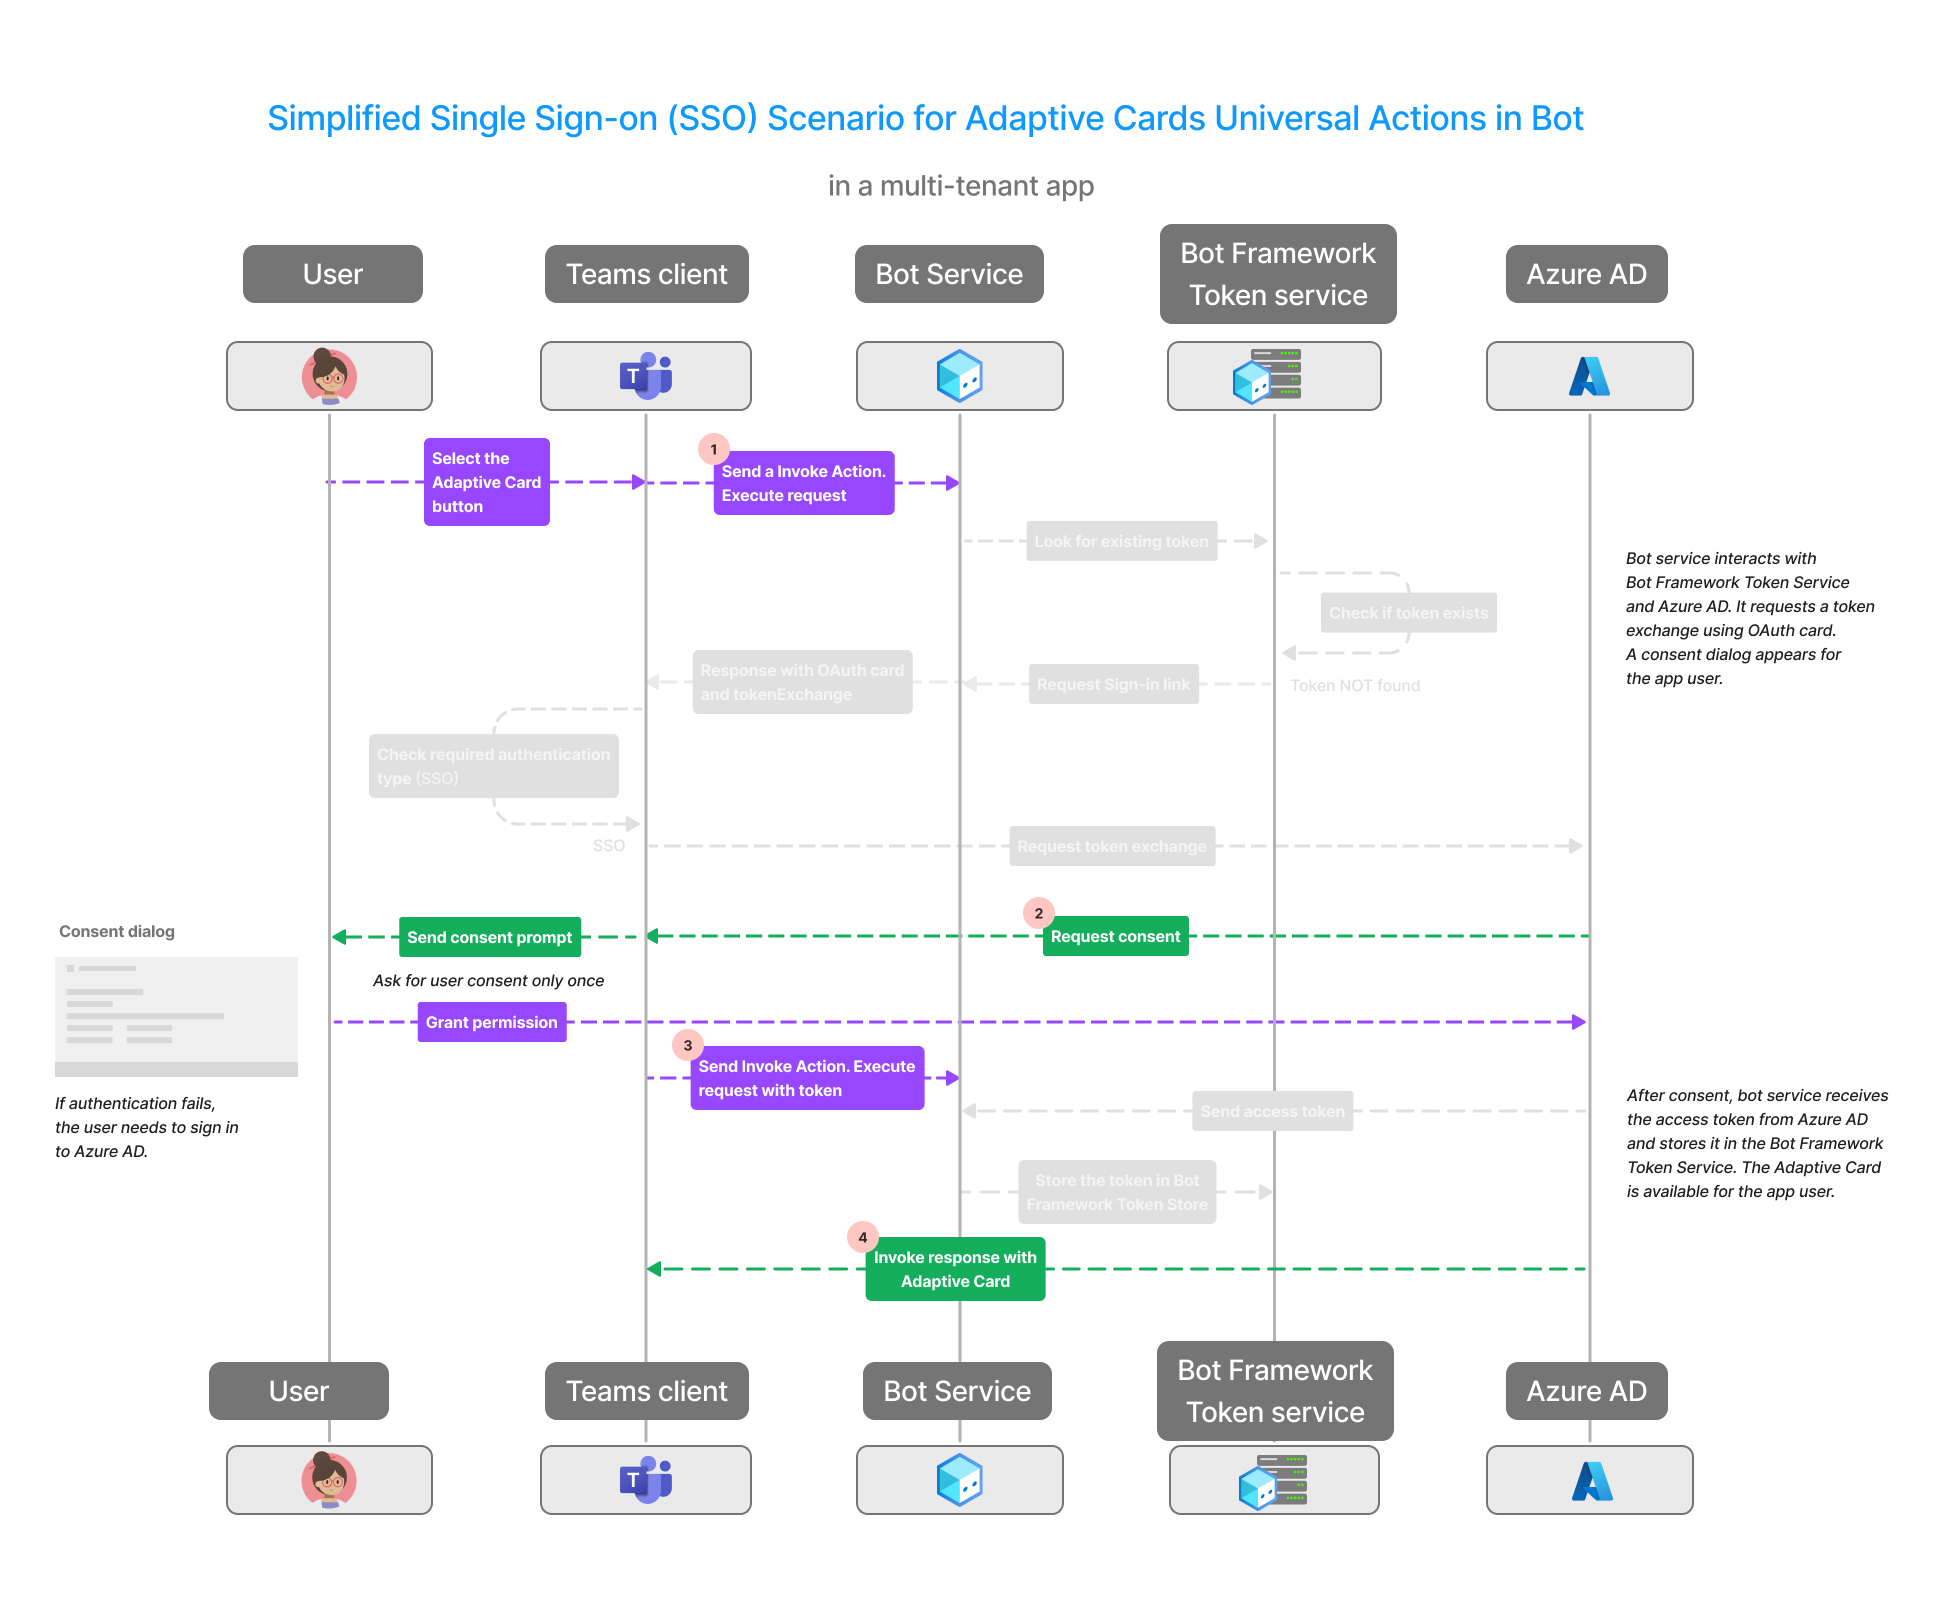 Simplified Single Sign-on (SSO) Scenario for Adaptive Cards Universal Actions in Bot
in a multi-tenant app
User
Teams client
Bot Service
Bot Framework
Token service
Azure AD
T
Select the
Adaptive Card
button
1
Send a Invoke Action.
Execute request
Look for existing token
Check if token exists
Bot service interacts with
Bot Framework Token Service
and Azure AD. It requests a token
exchange using OAuth card.
A consent dialog appears for
the app user.
Response with OAuth card
and tokenExchange
Request Sign-in link
Token NOT found
Check required authentication
type (SSO)
SSO
Request token exchange
Consent dialog
Send consent prompt
2
Request consent
Ask for user consent only once
Grant permission
3
Send Invoke Action. Execute
request with token
If authentication fails,
the user needs to sign in
to Azure AD.
Send access token
After consent, bot service receives
the access token from Azure AD
and stores it in the Bot Framework
Token Service. The Adaptive Card
is available for the app user.
Store the token in Bot
Framework Token Store
4
Invoke response with
Adaptive Card
User
Teams client
Bot Service
Bot Framework
Token service
Azure AD
T